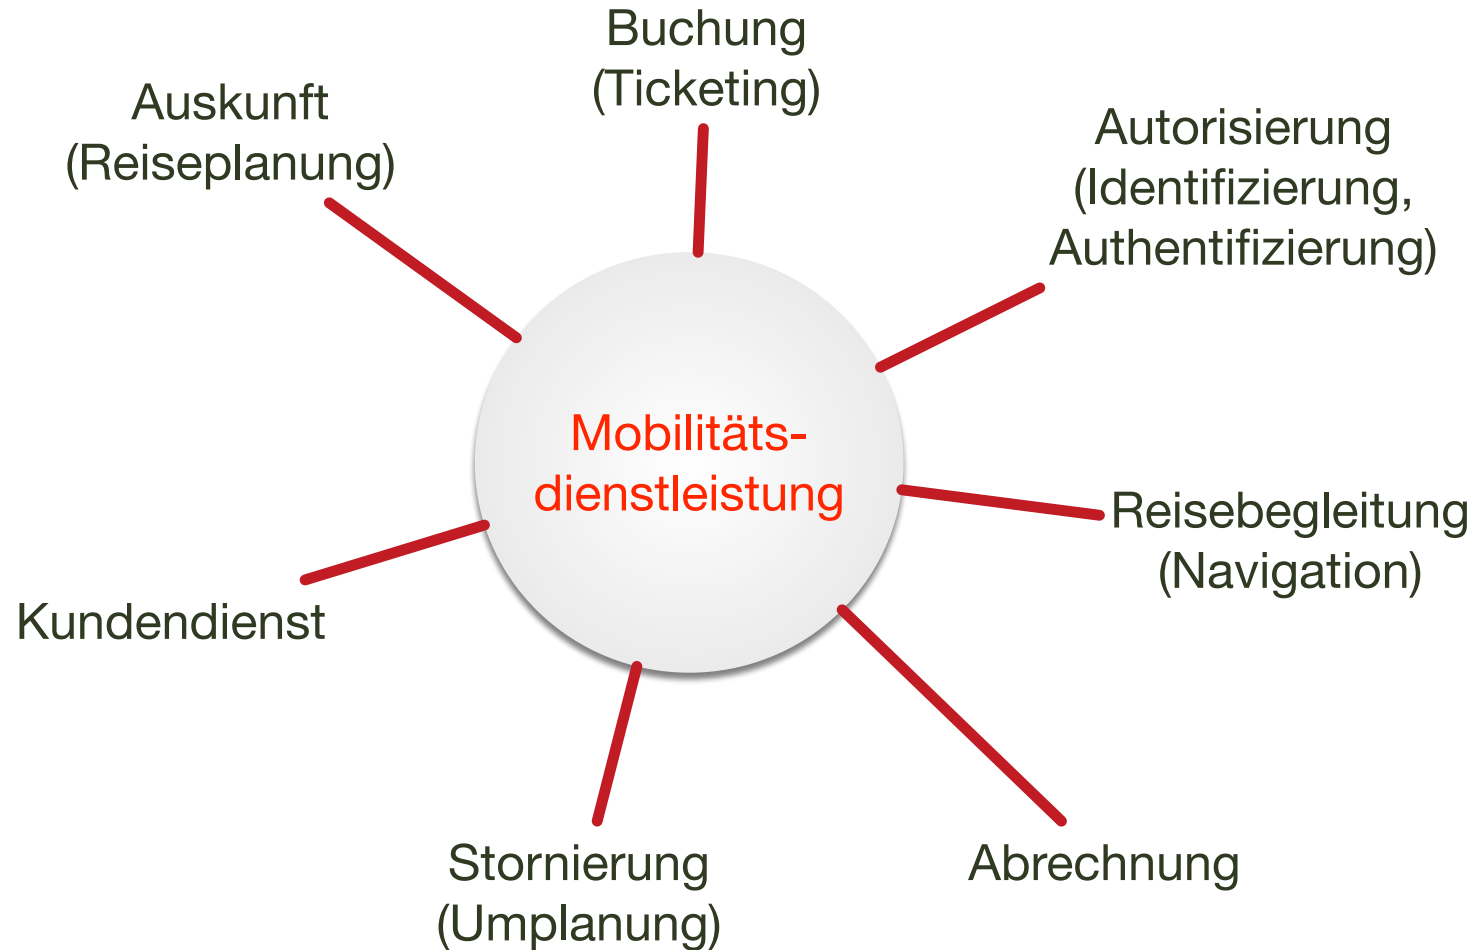 Buchung
(Ticketing)
Auskunft
(Reiseplanung)
Autorisierung
(Identifizierung,
Authentifizierung)
Mobilitäts-
dienstleistung
Reisebegleitung
(Navigation)
Kundendienst
Stornierung
(Umplanung)
Abrechnung